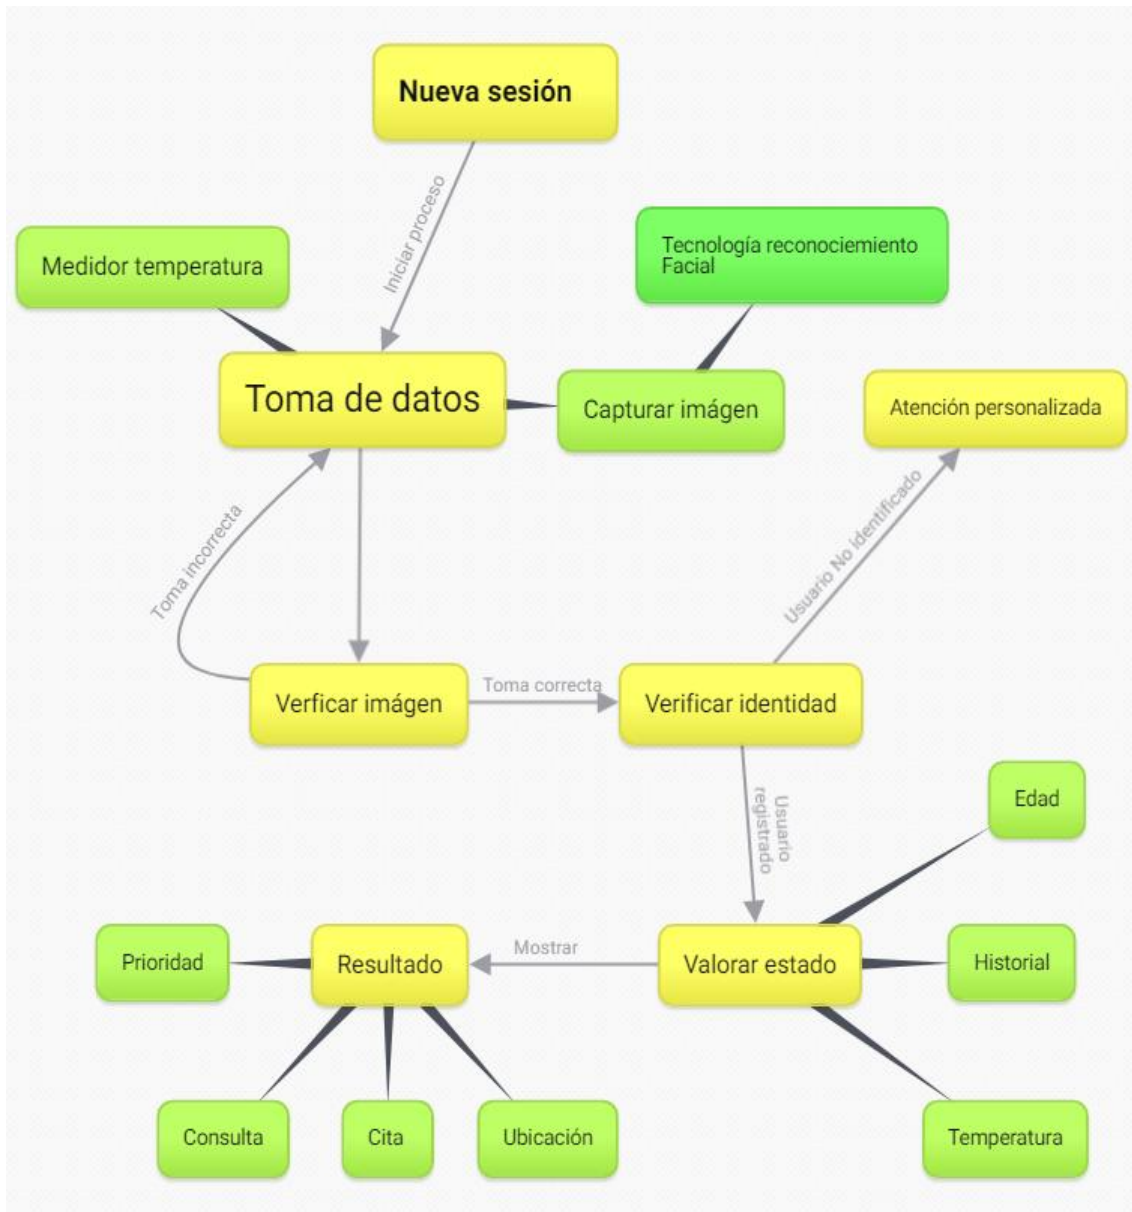 Nueva sesión
Iniciar proceso
Medidor temperatura
Tecnología reconociemiento
Facial
Toma de datos
Capturar imágen
Atención personalizada
Toma incorrecta
Usuario No identificado
Verficar imágen
Toma correcta
Verificar identidad
Usuario
registrado
Edad
Prioridad
Resultado
Mostrar
Valorar estado
Historial
Consulta
Cita
Ubicación
Temperatura